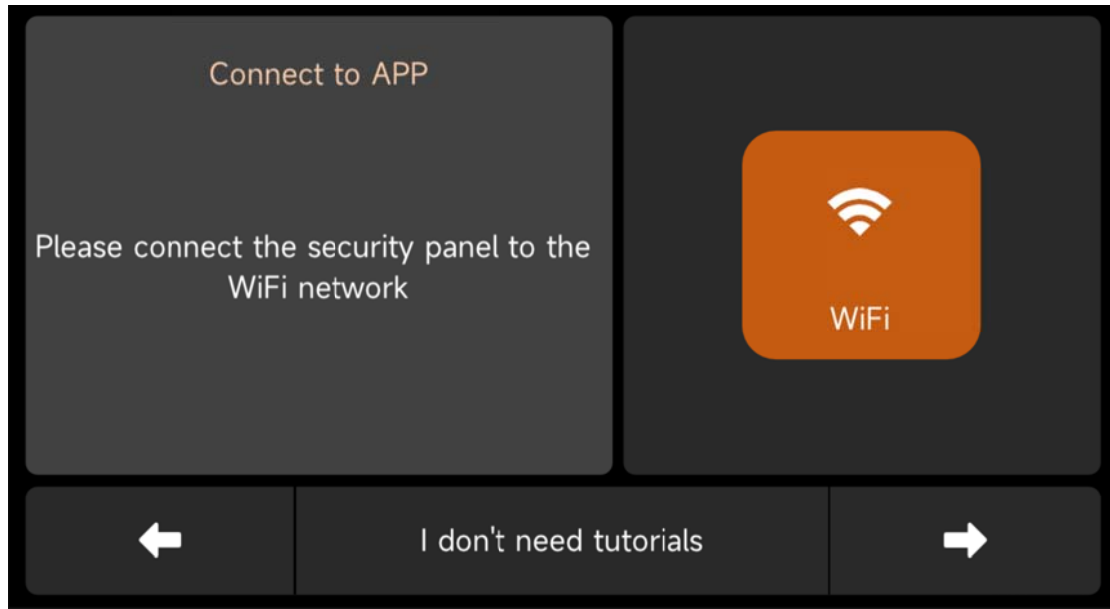 Connect to APP
Please connect the security panel to the
WiFi network
WiFi
I don't need tutorials